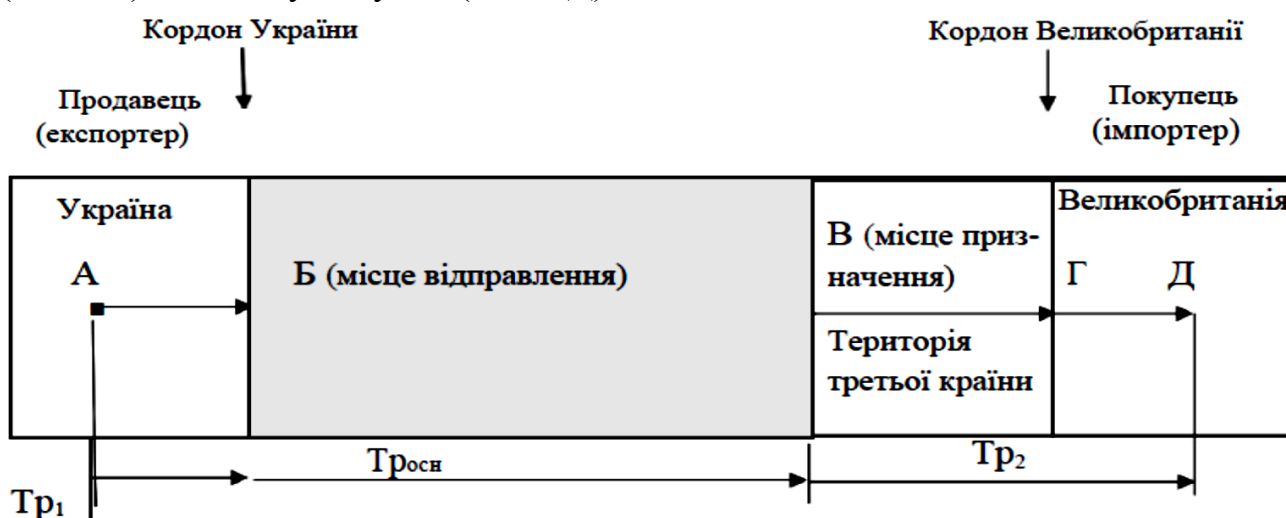 Кордон України
Кордон Великобританії
Продавець
(експортер)
Покупець
(імпортер)
Україна
Великобританія
А
Б (місце відправлення)
В (місце приз-
начення)
Г
Д
Територія
третьої країни
Тр₁
Тросн
Тр₂